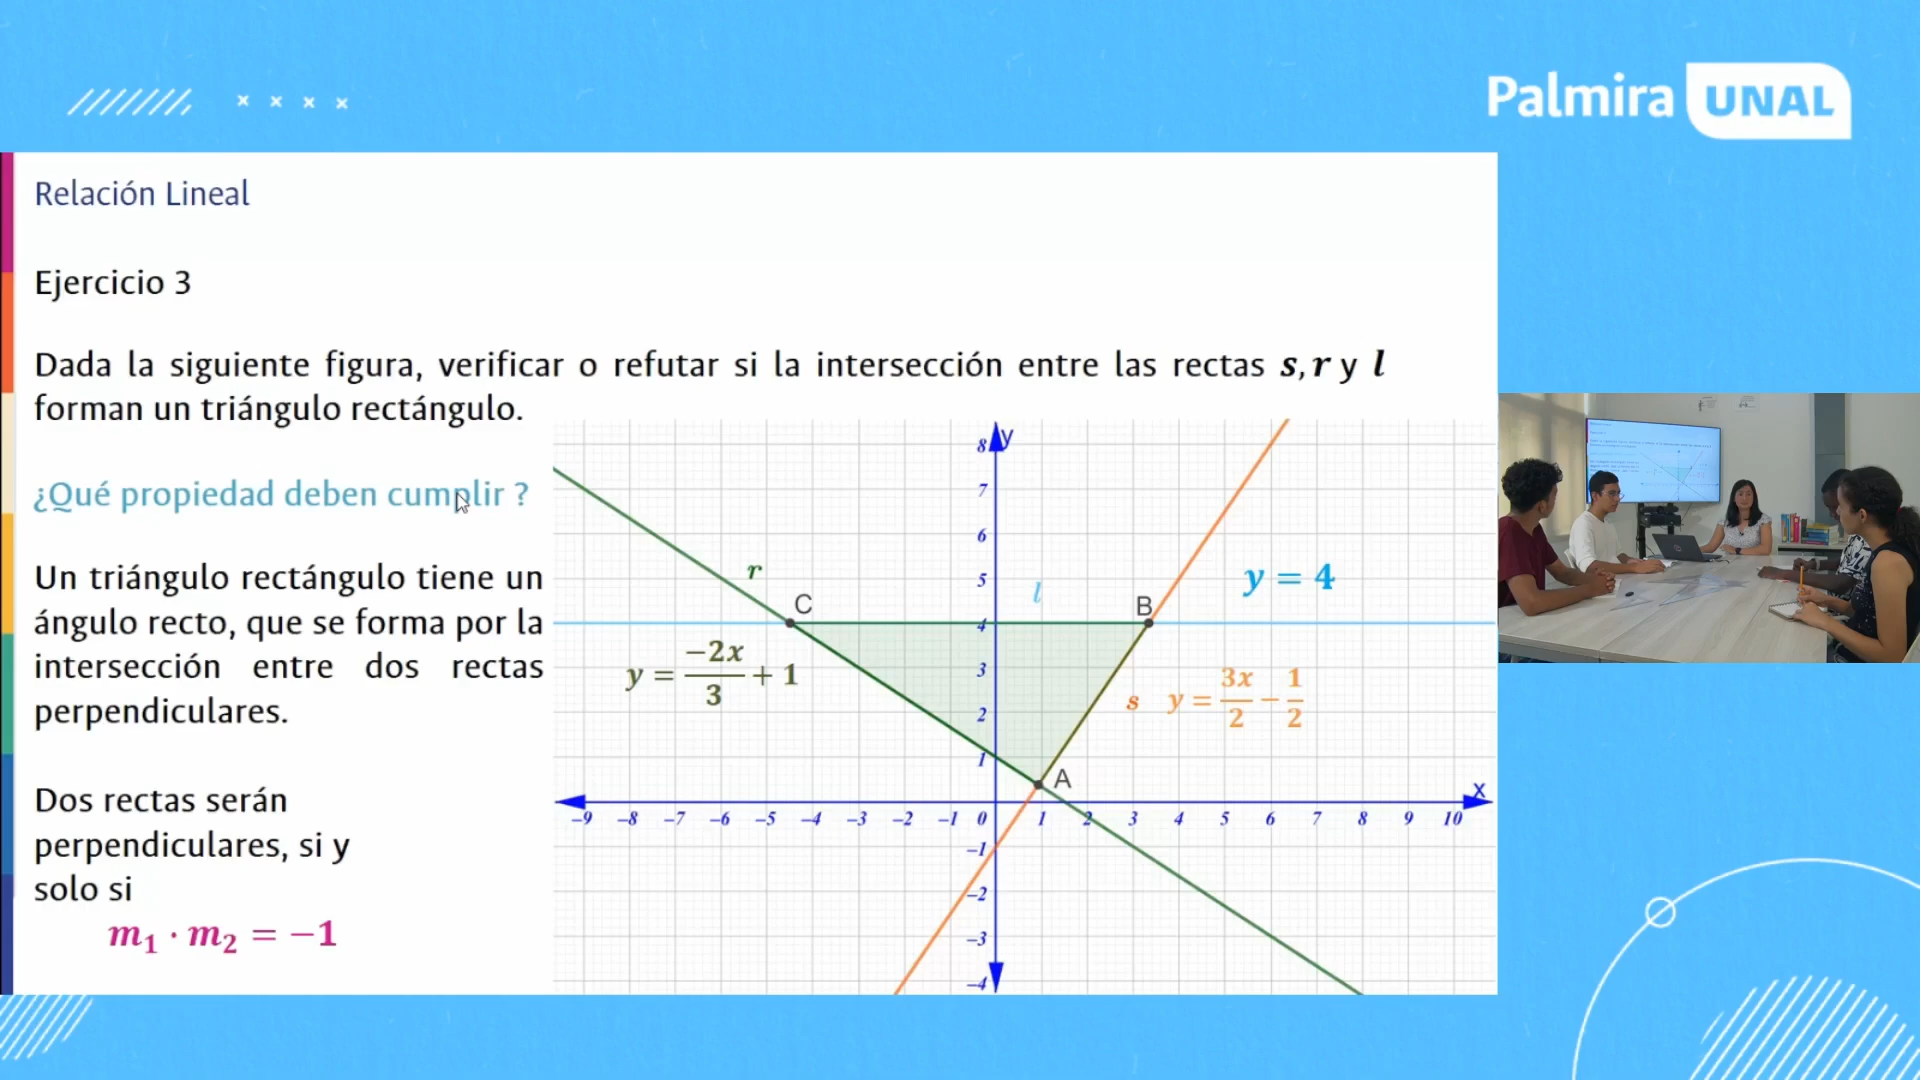 Palmira UNAL
Relación Lineal
Ejercicio 3
Dada la siguiente figura, verificar o refutar si la intersección entre las rectas s, r y l
forman un triángulo rectángulo.
¿Qué propiedad deben cumplir ?
Un triángulo rectángulo tiene un
ángulo recto, que se forma por la
intersección entre dos rectas
perpendiculares.
Dos rectas serán
perpendiculares, si y
solo si
m₁ · m₂ = −1
y
8
7
6
5
4
3
2
1
r
l
y = 4
C
B
y = −2x/3 + 1
s y = 3x/2 − 1/2
A
x
−9 −8 −7 −6 −5 −4 −3 −2 −1 0 1 2 3 4 5 6 7 8 9 10
−1
−2
−3
−4